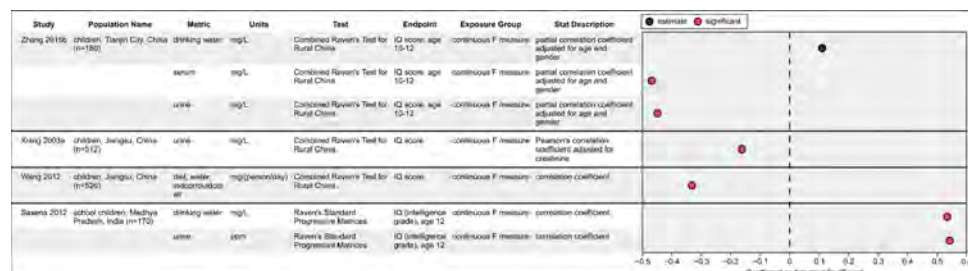 Study Population Name Metric Units Test Endpoint Exposure Group Stat Description
estimate significant
Zhang 2015b children, Tianjin City, China drinking water mg/L Combined Raven's Test for IQ score, age continuous F measure partial correlation coefficient
(n=180) Rural China 10-12 adjusted for age and
gender
serum mg/L Combined Raven's Test for IQ score, age continuous F measure partial correlation coefficient
Rural China 10-12 adjusted for age and
gender
urine mg/L Combined Raven's Test for IQ score, age continuous F measure partial correlation coefficient
Rural China 10-12 adjusted for age and
gender
Xiang 2003a children, Jiangsu, China urine mg/L Combined Raven's Test for IQ score continuous F measure Pearson's correlation
(n=512) Rural China coefficient adjusted for
creatinine
Wang 2012 children, Jiangsu, China diet, water, mg/(person/day) Combined Raven's Test for IQ score continuous F measure correlation coefficient
(n=526) Rural China
Saxena 2012 school children, Madhya drinking water mg/L Raven's Standard IQ (intelligence continuous F measure correlation coefficient
Pradesh, India (n=170) Progressive Matrices grade), age 12
urine ppm Raven's Standard IQ (intelligence continuous F measure correlation coefficient
Progressive Matrices grade), age 12
-0.5 -0.4 -0.3 -0.2 -0.1 0 0.1 0.2 0.3 0.4 0.5 0.6